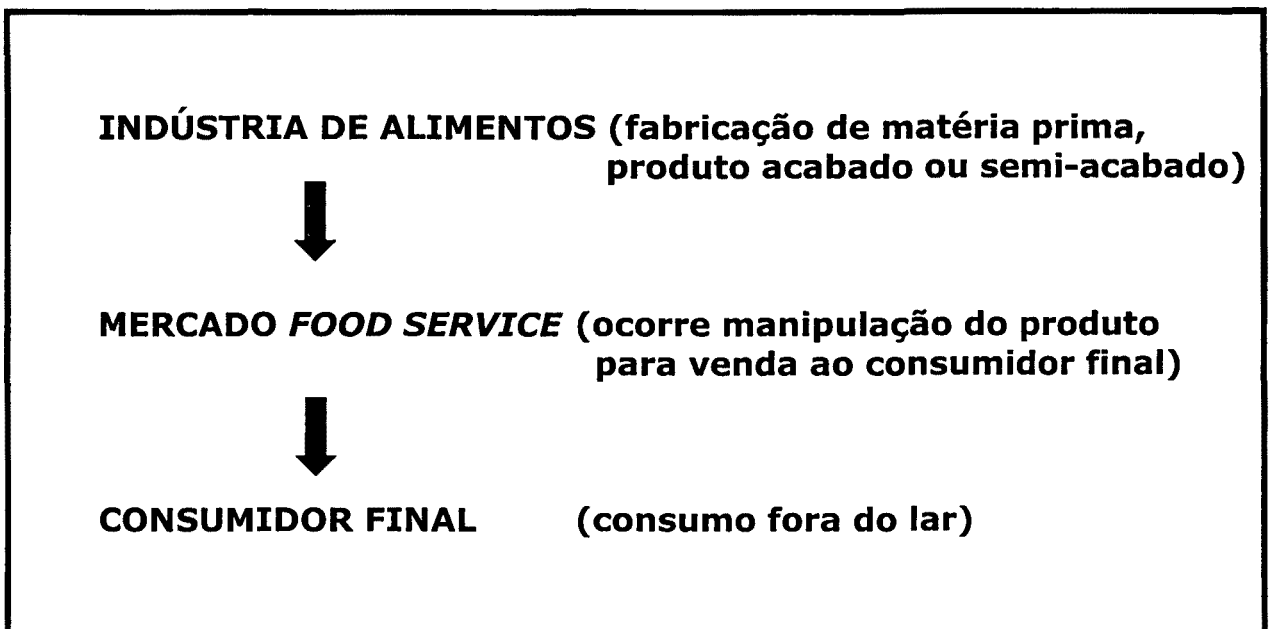 INDÚSTRIA DE ALIMENTOS (fabricação de matéria prima,
produto acabado ou semi-acabado)
MERCADO FOOD SERVICE (ocorre manipulação do produto
para venda ao consumidor final)
CONSUMIDOR FINAL (consumo fora do lar)